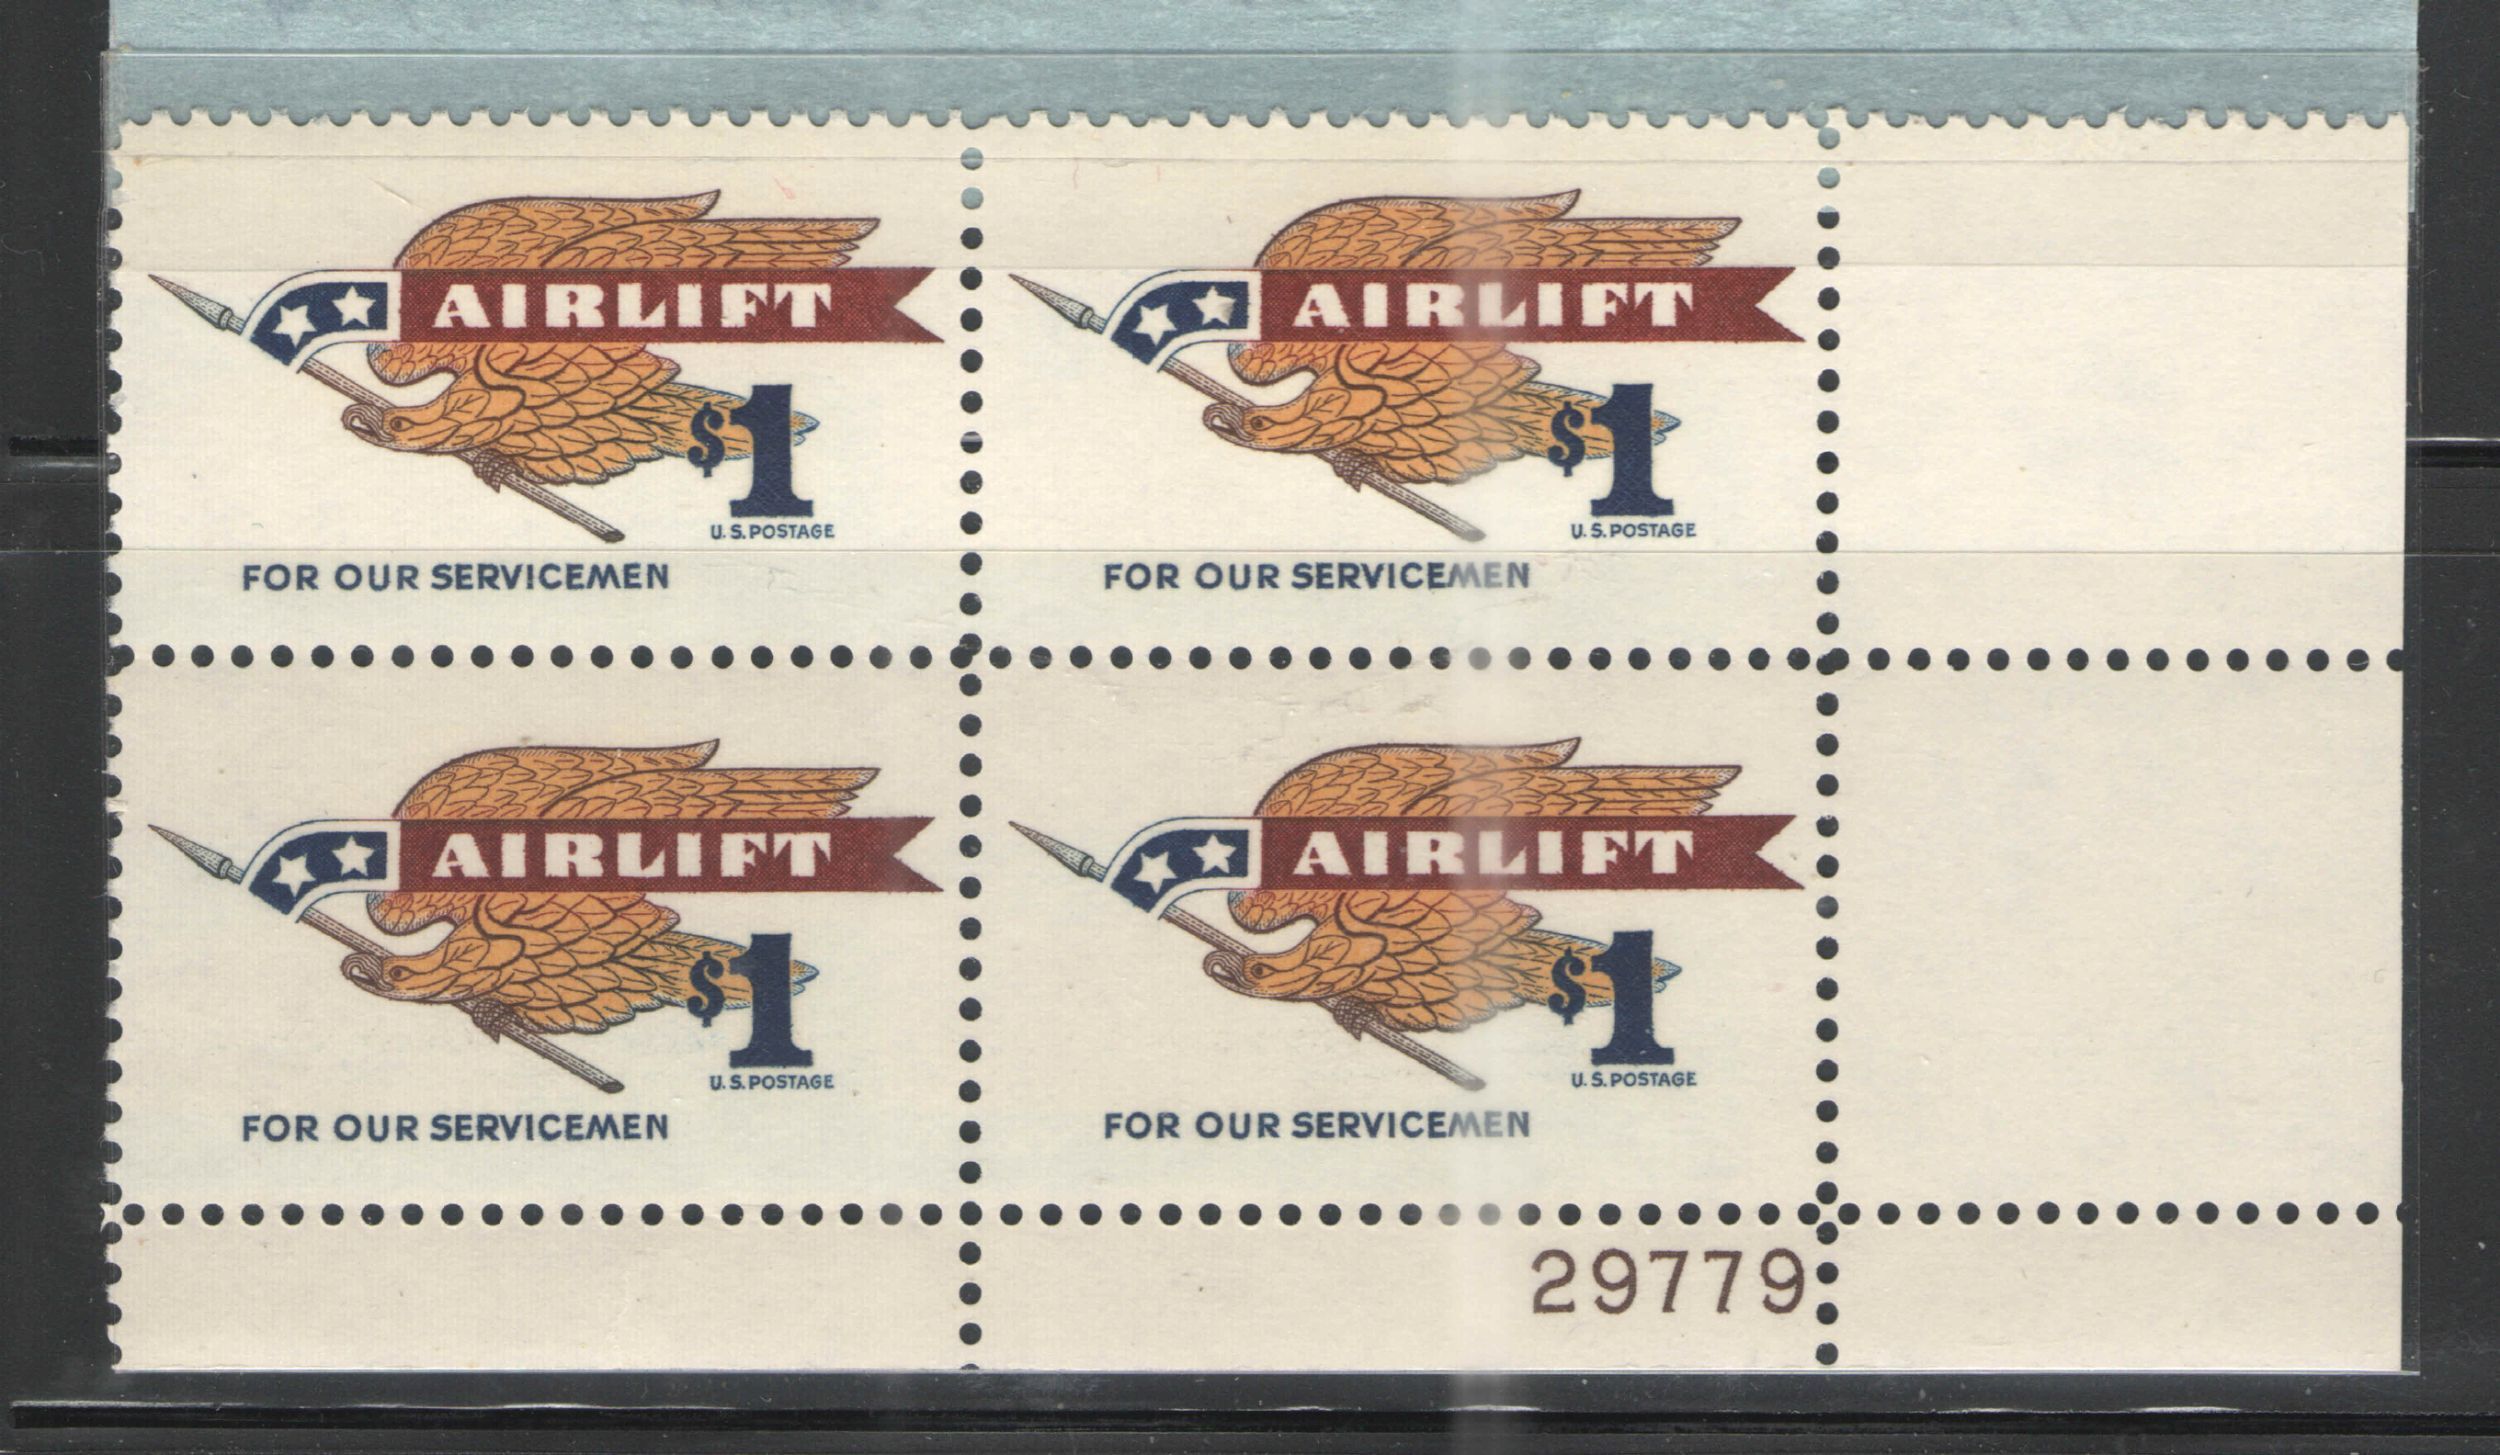 AIRLIFT
$1
U.S. POSTAGE
FOR OUR SERVICEMEN
AIRLIFT
$1
U.S. POSTAGE
FOR OUR SERVICEMEN
AIRLIFT
$1
U.S. POSTAGE
FOR OUR SERVICEMEN
AIRLIFT
$1
U.S. POSTAGE
FOR OUR SERVICEMEN
29779